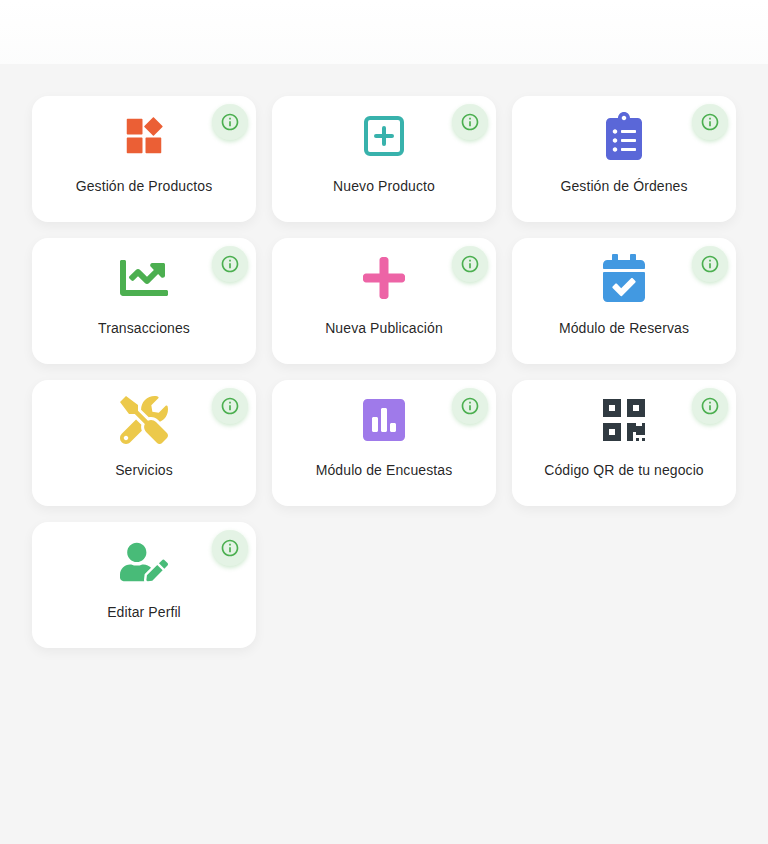 Gestión de Productos
Nuevo Producto
Gestión de Órdenes
Transacciones
Nueva Publicación
Módulo de Reservas
Servicios
Módulo de Encuestas
Código QR de tu negocio
Editar Perfil